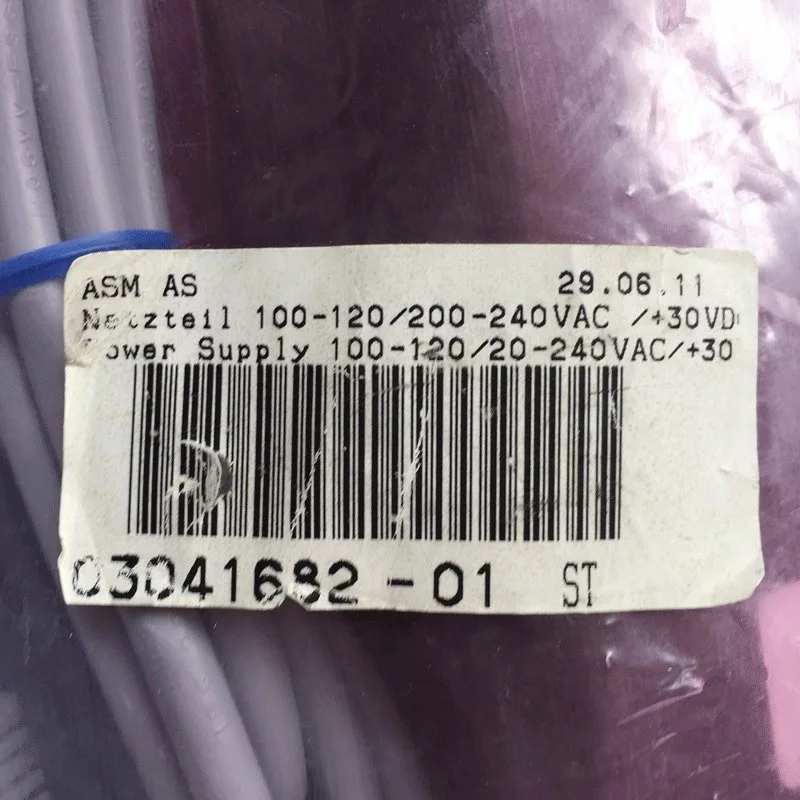 ASM AS 29.06.11
Netzteil 100-120/200-240VAC /+30VD
Power Supply 100-120/20-240VAC/+30
03041682-01 ST